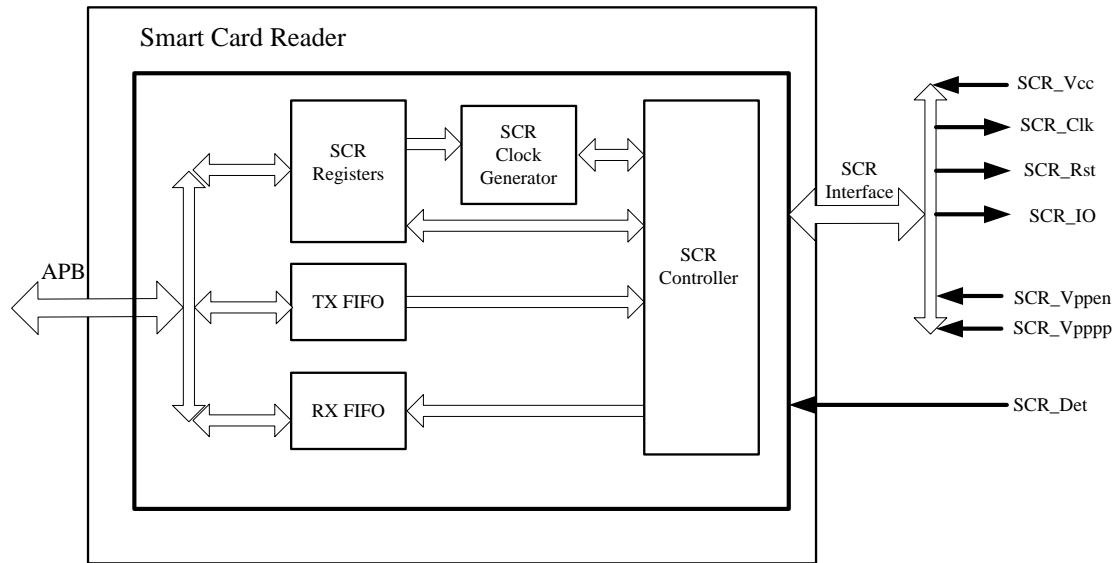 Smart Card Reader
SCR
Registers
SCR
Clock
Generator
SCR
Controller
TX FIFO
RX FIFO
APB
SCR
Interface
SCR_Vcc
SCR_Clk
SCR_Rst
SCR_IO
SCR_Vppen
SCR_Vpppp
SCR_Det